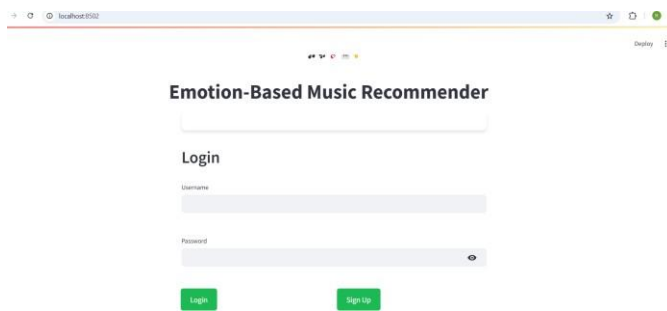 localhost:8502
Deploy
Emotion-Based Music Recommender
Login
Username
Password
Login
Sign Up